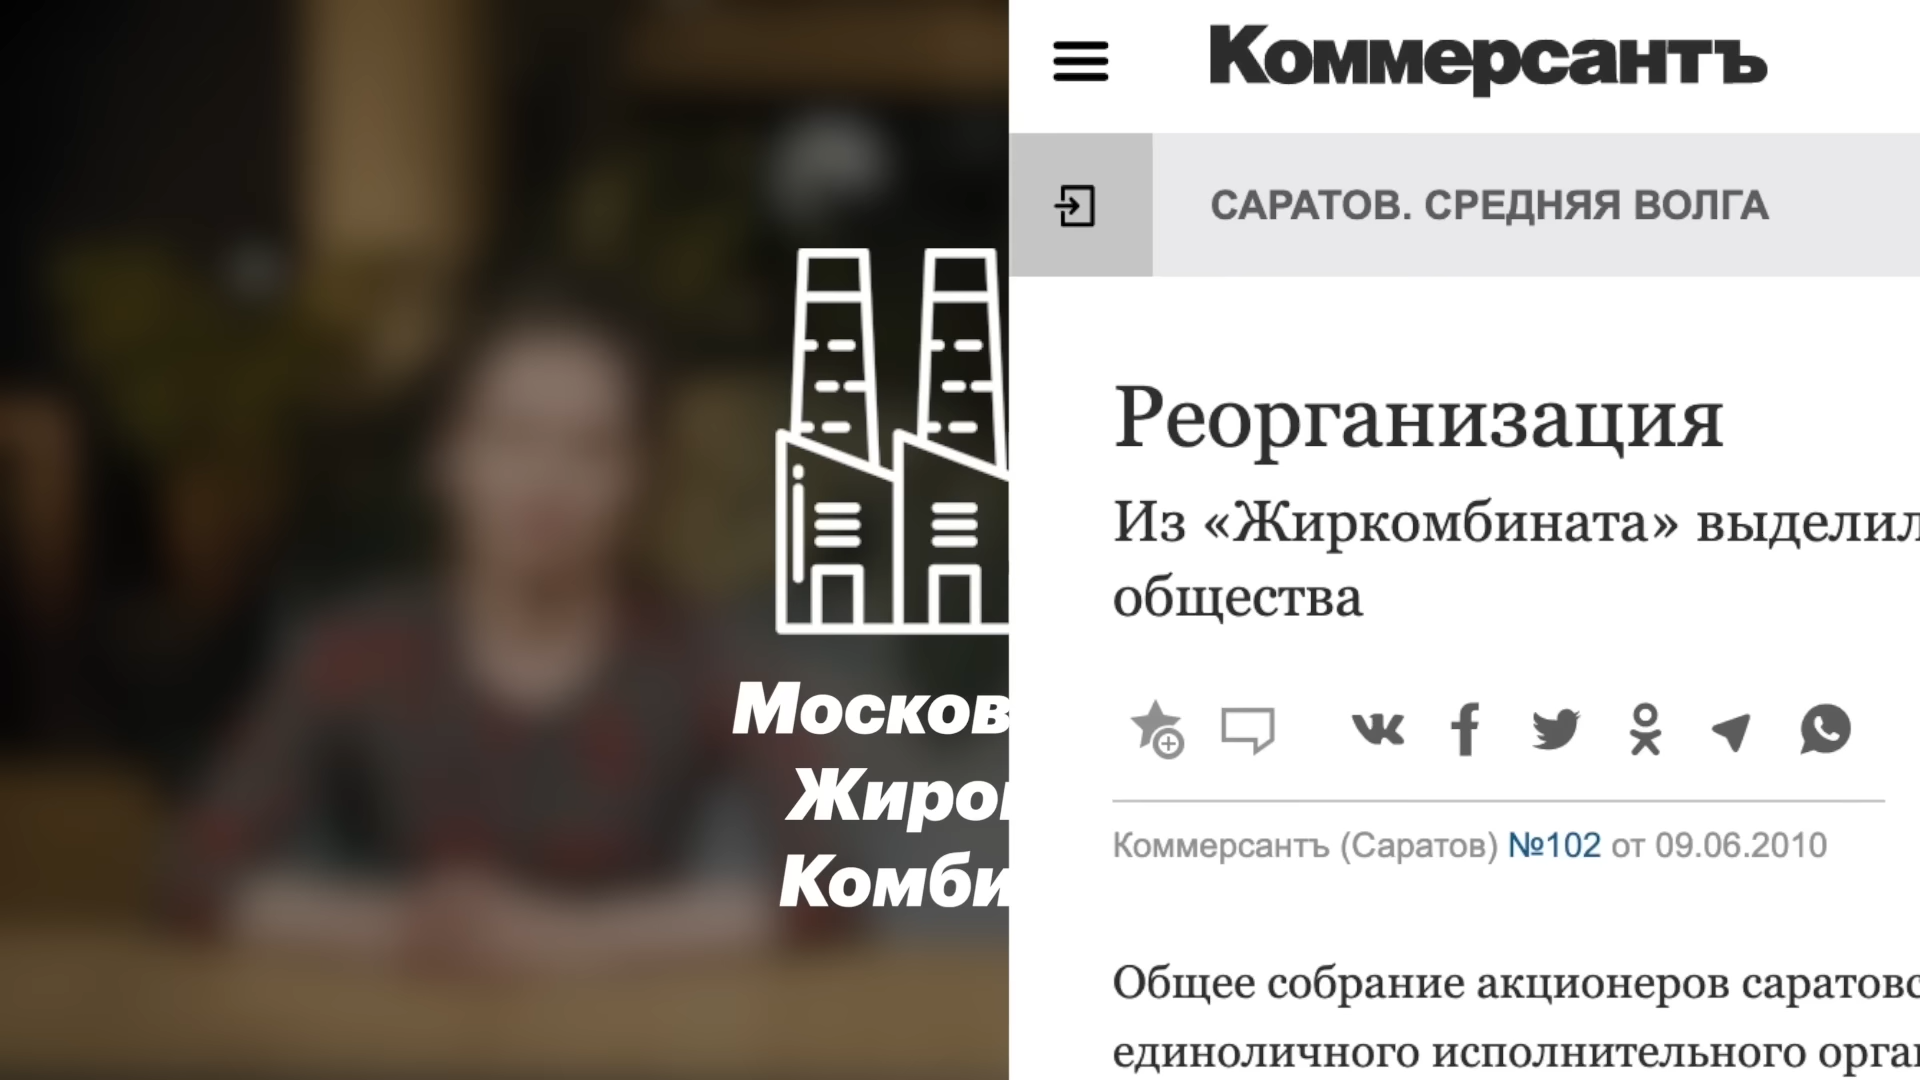 Москов
Жиро
Комби
Коммерсантъ
САРАТОВ. СРЕДНЯЯ ВОЛГА
Реорганизация
Из «Жиркомбината» выделил
общества
Коммерсантъ (Саратов) №102 от 09.06.2010
Общее собрание акционеров саратовс
единоличного исполнительного орга